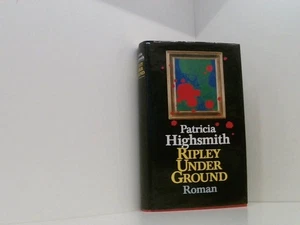 Patricia
Highsmith
RIPLEY
UNDER
GROUND
Roman